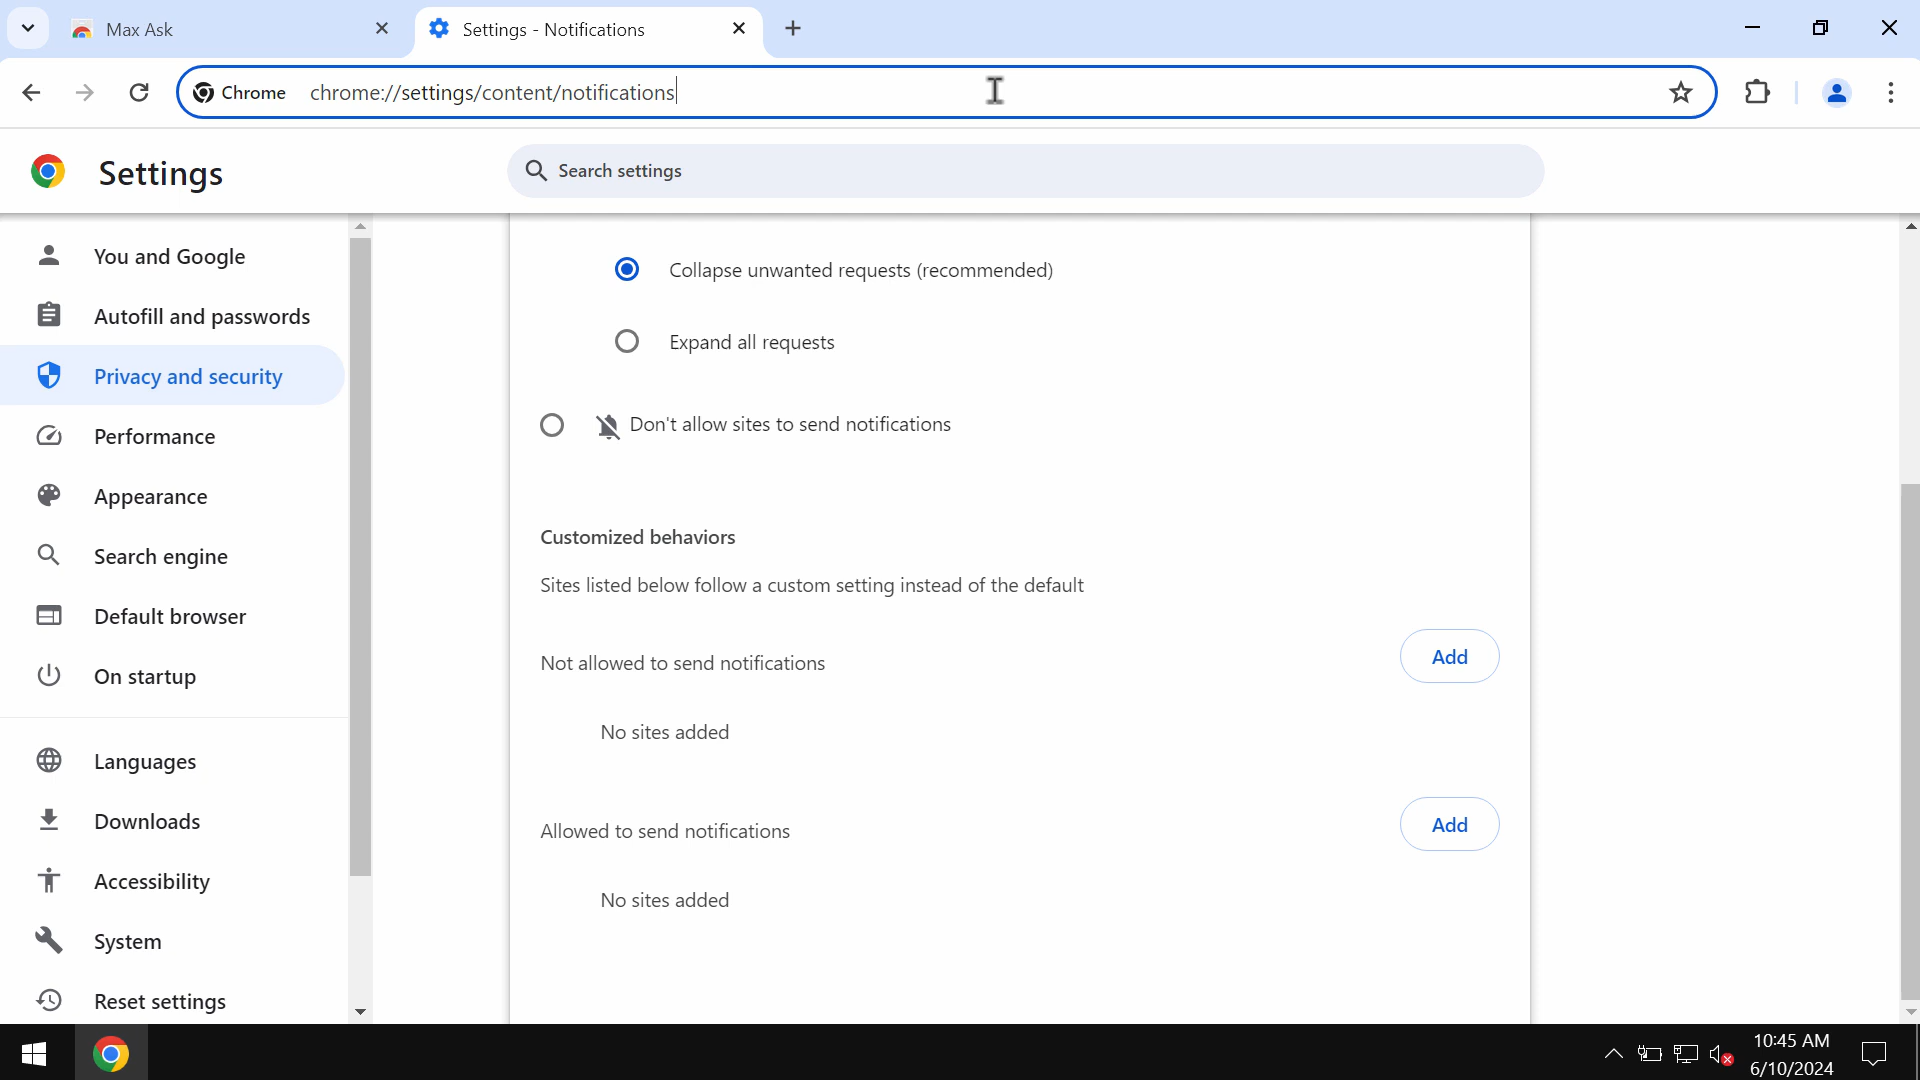 Max Ask
Settings - Notifications
Chrome
chrome://settings/content/notifications
Settings
Search settings
You and Google
Autofill and passwords
Privacy and security
Performance
Appearance
Search engine
Default browser
On startup
Languages
Downloads
Accessibility
System
Reset settings
Collapse unwanted requests (recommended)
Expand all requests
Don't allow sites to send notifications
Customized behaviors
Sites listed below follow a custom setting instead of the default
Not allowed to send notifications
Add
No sites added
Allowed to send notifications
Add
No sites added
10:45 AM
6/10/2024